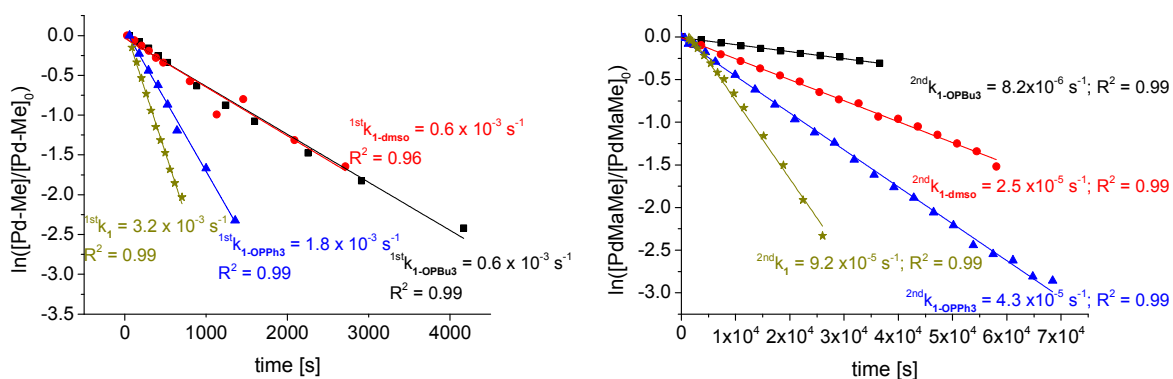 ln([Pd-Me]/[Pd-Me]₀)
0.0
-0.5
-1.0
-1.5
-2.0
-2.5
-3.0
-3.5
0 1000 2000 3000 4000
time [s]
¹ˢᵗk₁₋dmso = 0.6 x 10⁻³ s⁻¹
R² = 0.96
¹ˢᵗk₁ = 3.2 x 10⁻³ s⁻¹
R² = 0.99
¹ˢᵗk₁₋OPPh3 = 1.8 x 10⁻³ s⁻¹
R² = 0.99
¹ˢᵗk₁₋OPBu3 = 0.6 x 10⁻³ s⁻¹
R² = 0.99
ln([PdMaMe]/[PdMaMe]₀)
0.0
-0.5
-1.0
-1.5
-2.0
-2.5
-3.0
0 1x10⁴ 2x10⁴ 3x10⁴ 4x10⁴ 5x10⁴ 6x10⁴ 7x10⁴
time [s]
²ⁿᵈk₁₋OPBu3 = 8.2x10⁻⁶ s⁻¹; R² = 0.99
²ⁿᵈk₁₋dmso = 2.5x10⁻⁵ s⁻¹; R² = 0.99
²ⁿᵈk₁ = 9.2x10⁻⁵ s⁻¹; R² = 0.99
²ⁿᵈk₁₋OPPh3 = 4.3x10⁻⁵ s⁻¹; R² = 0.99